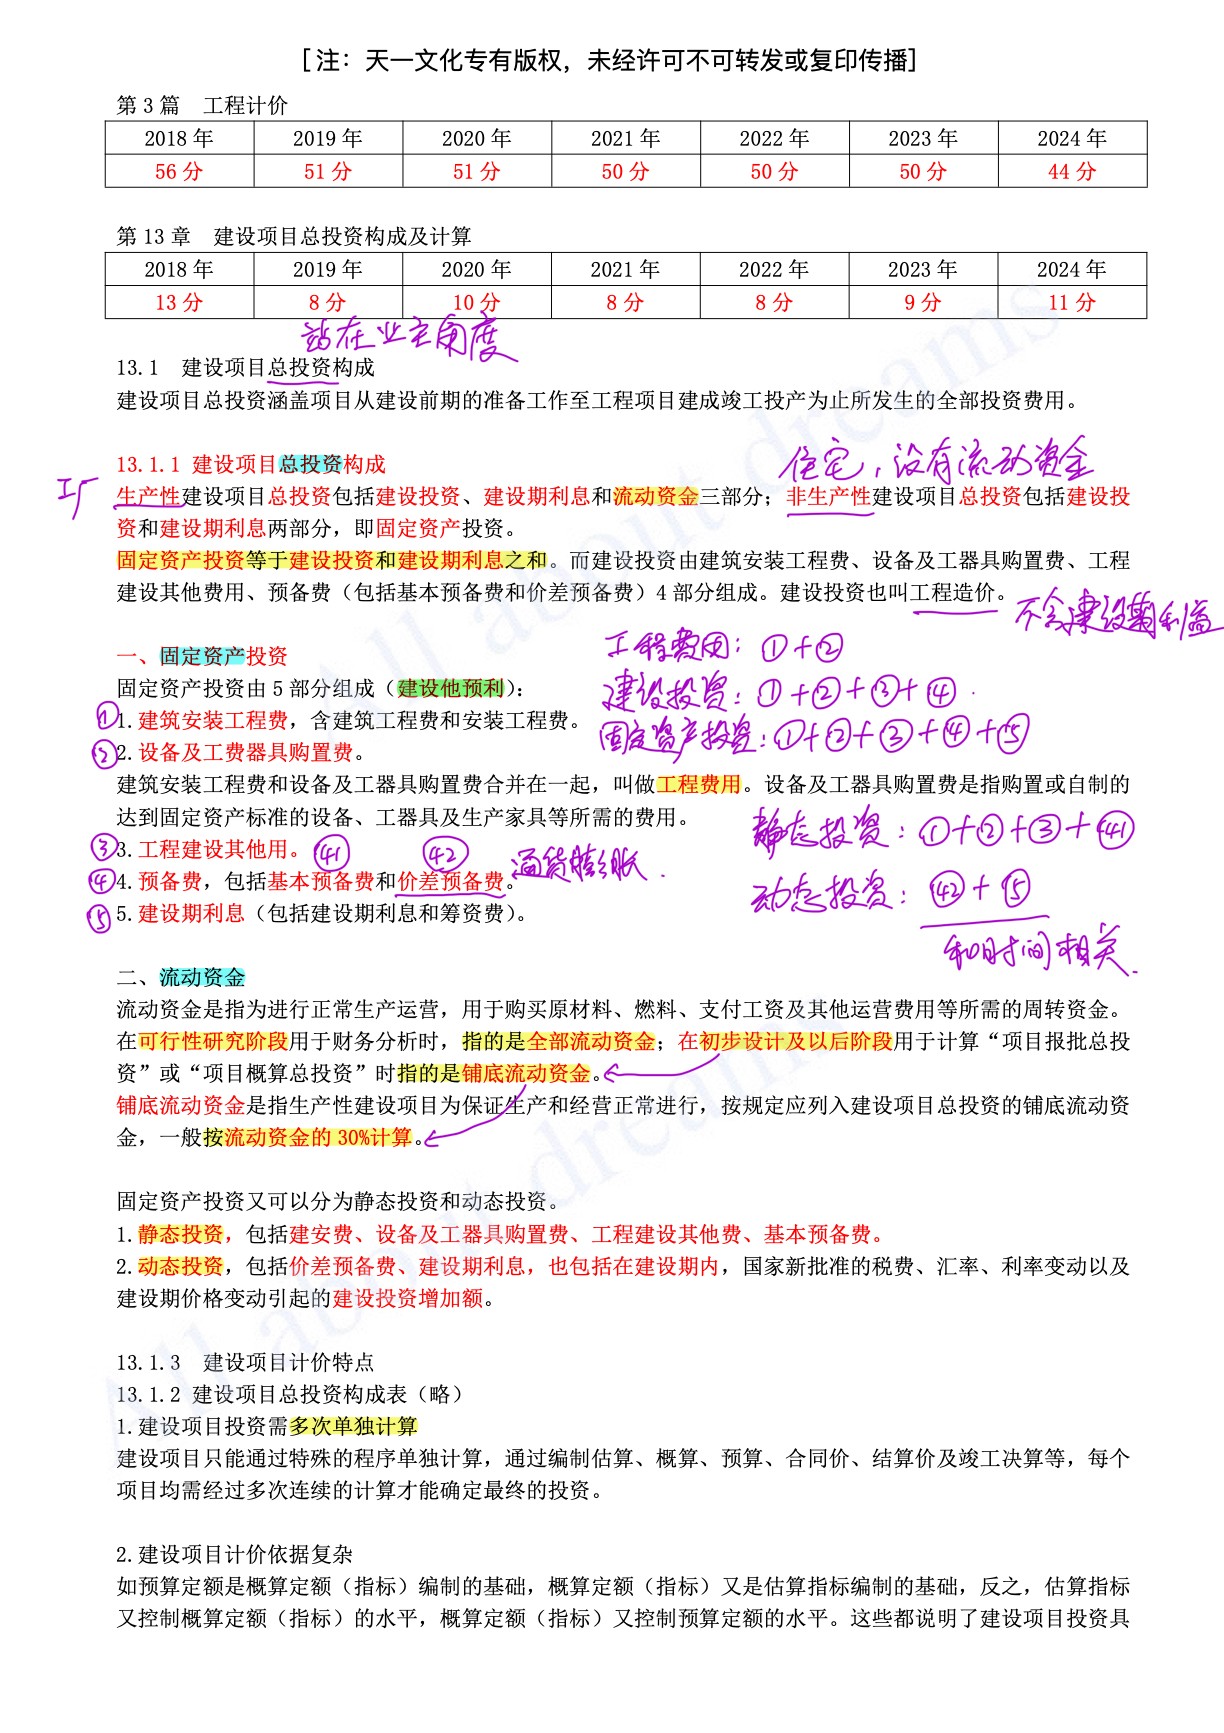 [注：天一文化专有版权，未经许可不可转发或复印传播]
第 3 篇　工程计价
2018 年 2019 年 2020 年 2021 年 2022 年 2023 年 2024 年
56 分 51 分 51 分 50 分 50 分 50 分 44 分
第 13 章　建设项目总投资构成及计算
2018 年 2019 年 2020 年 2021 年 2022 年 2023 年 2024 年
13 分 8 分 10 分 8 分 8 分 9 分 11 分
站在业主角度
13.1　建设项目总投资构成
建设项目总投资涵盖项目从建设前期的准备工作至工程项目建成竣工投产为止所发生的全部投资费用。
住宅，没有流动资金
13.1.1 建设项目总投资构成
工厂
生产性建设项目总投资包括建设投资、建设期利息和流动资金三部分；非生产性建设项目总投资包括建设投
资和建设期利息两部分，即固定资产投资。
固定资产投资等于建设投资和建设期利息之和。而建设投资由建筑安装工程费、设备及工器具购置费、工程
建设其他费用、预备费（包括基本预备费和价差预备费）4 部分组成。建设投资也叫工程造价。
不含建设期利益
一、固定资产投资
工程费用：①+②
固定资产投资由 5 部分组成（建设他预利）：
建设投资：①+②+③+④.
① 1.建筑安装工程费，含建筑工程费和安装工程费。
固定资产投资：①+②+③+④+⑤
② 2.设备及工费器具购置费。
建筑安装工程费和设备及工器具购置费合并在一起，叫做工程费用。设备及工器具购置费是指购置或自制的
达到固定资产标准的设备、工器具及生产家具等所需的费用。
静态投资：①+②+③+㊶
③ 3.工程建设其他用。 ㊶ ㊷ 通货膨胀.
④ 4.预备费，包括基本预备费和价差预备费。
动态投资：㊷+⑤
⑤ 5.建设期利息（包括建设期利息和筹资费）。
和时间相关.
二、流动资金
流动资金是指为进行正常生产运营，用于购买原材料、燃料、支付工资及其他运营费用等所需的周转资金。
在可行性研究阶段用于财务分析时，指的是全部流动资金；在初步设计及以后阶段用于计算“项目报批总投
资”或“项目概算总投资”时指的是铺底流动资金。
铺底流动资金是指生产性建设项目为保证生产和经营正常进行，按规定应列入建设项目总投资的铺底流动资
金，一般按流动资金的 30%计算。
固定资产投资又可以分为静态投资和动态投资。
1.静态投资，包括建安费、设备及工器具购置费、工程建设其他费、基本预备费。
2.动态投资，包括价差预备费、建设期利息，也包括在建设期内，国家新批准的税费、汇率、利率变动以及
建设期价格变动引起的建设投资增加额。
13.1.3　建设项目计价特点
13.1.2 建设项目总投资构成表（略）
1.建设项目投资需多次单独计算
建设项目只能通过特殊的程序单独计算，通过编制估算、概算、预算、合同价、结算价及竣工决算等，每个
项目均需经过多次连续的计算才能确定最终的投资。
2.建设项目计价依据复杂
如预算定额是概算定额（指标）编制的基础，概算定额（指标）又是估算指标编制的基础，反之，估算指标
又控制概算定额（指标）的水平，概算定额（指标）又控制预算定额的水平。这些都说明了建设项目投资具
All about dreams
All about dreams